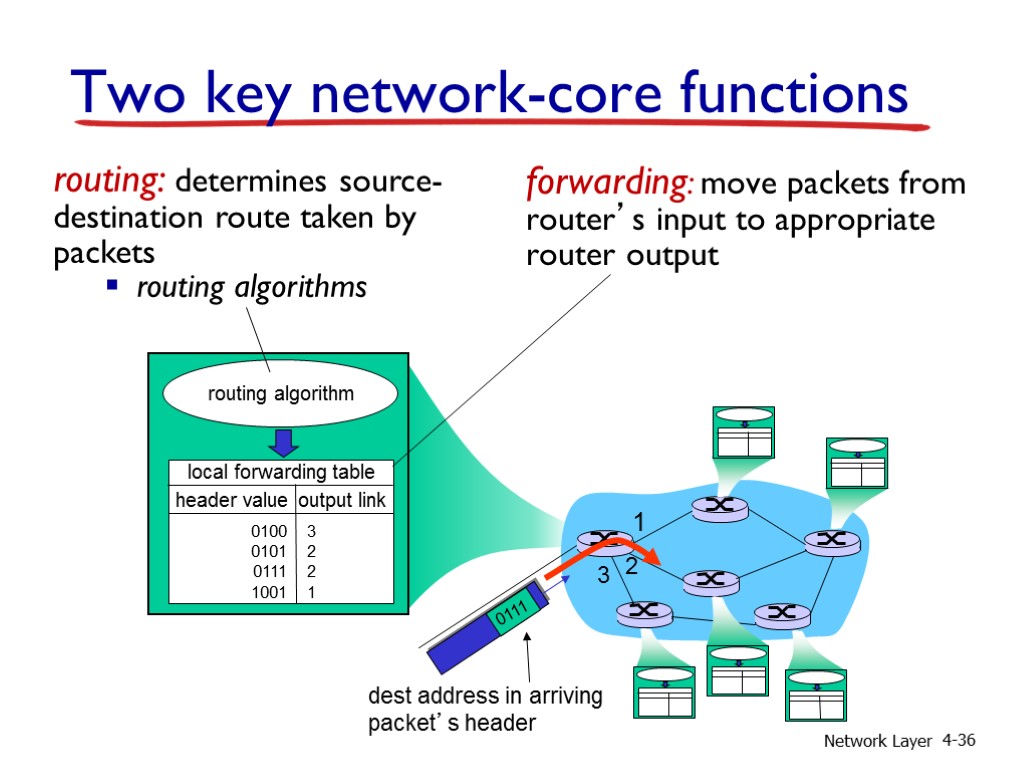 Two key network-core functions
routing: determines source-
destination route taken by
packets
▪ routing algorithms
forwarding: move packets from
router’s input to appropriate
router output
routing algorithm
local forwarding table
header value output link
0100 3
0101 2
0111 2
1001 1
1
2
3
0111
dest address in arriving
packet’s header
Network Layer 4-36